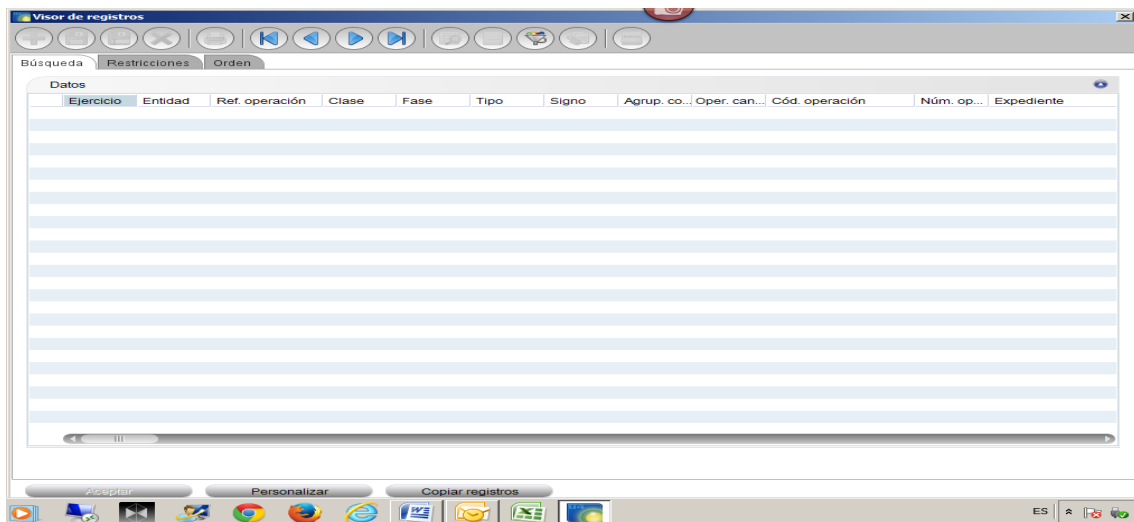 Visor de registros
Búsqueda Restricciones Orden
Datos
Ejercicio Entidad Ref. operación Clase Fase Tipo Signo Agrup. co... Oper. can... Cód. operación Núm. op... Expediente
Aceptar Personalizar Copiar registros
ES